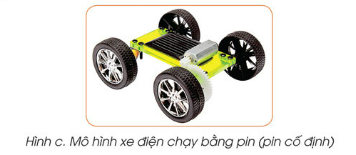 Hình c. Mô hình xe điện chạy bằng pin (pin cố định)